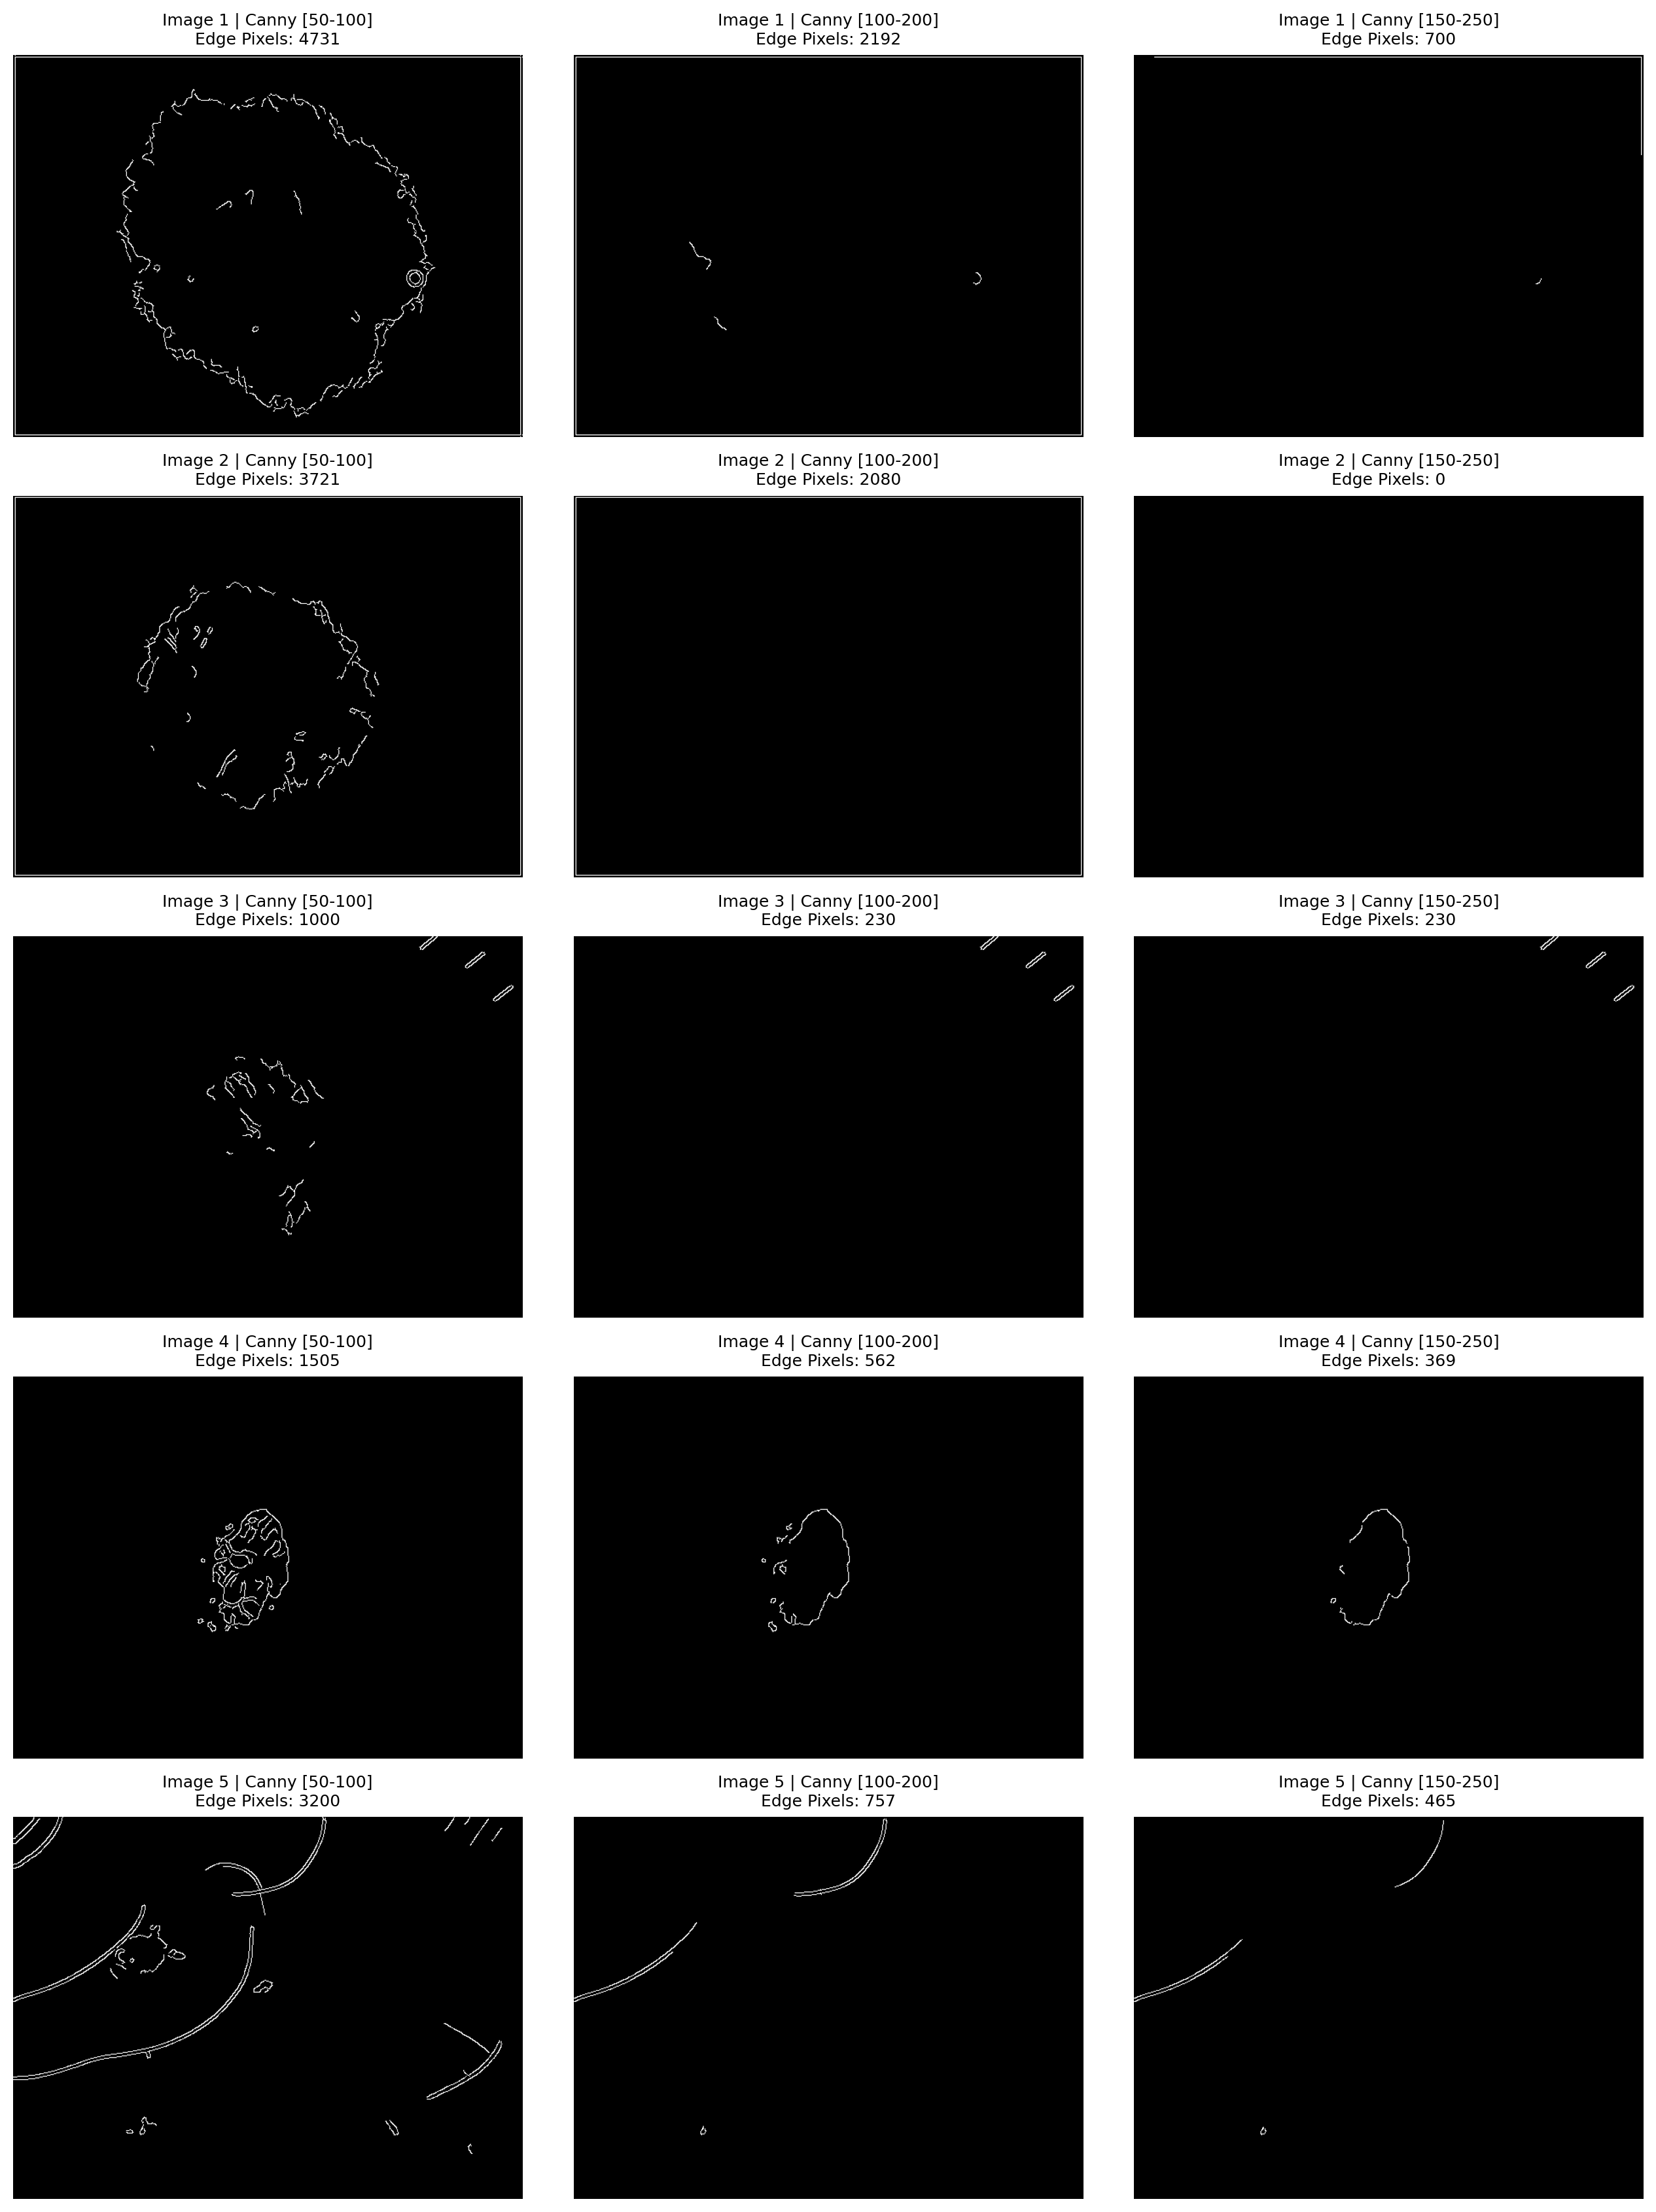 Image 1 | Canny [50-100]
Edge Pixels: 4731
Image 1 | Canny [100-200]
Edge Pixels: 2192
Image 1 | Canny [150-250]
Edge Pixels: 700
Image 2 | Canny [50-100]
Edge Pixels: 3721
Image 2 | Canny [100-200]
Edge Pixels: 2080
Image 2 | Canny [150-250]
Edge Pixels: 0
Image 3 | Canny [50-100]
Edge Pixels: 1000
Image 3 | Canny [100-200]
Edge Pixels: 230
Image 3 | Canny [150-250]
Edge Pixels: 230
Image 4 | Canny [50-100]
Edge Pixels: 1505
Image 4 | Canny [100-200]
Edge Pixels: 562
Image 4 | Canny [150-250]
Edge Pixels: 369
Image 5 | Canny [50-100]
Edge Pixels: 3200
Image 5 | Canny [100-200]
Edge Pixels: 757
Image 5 | Canny [150-250]
Edge Pixels: 465